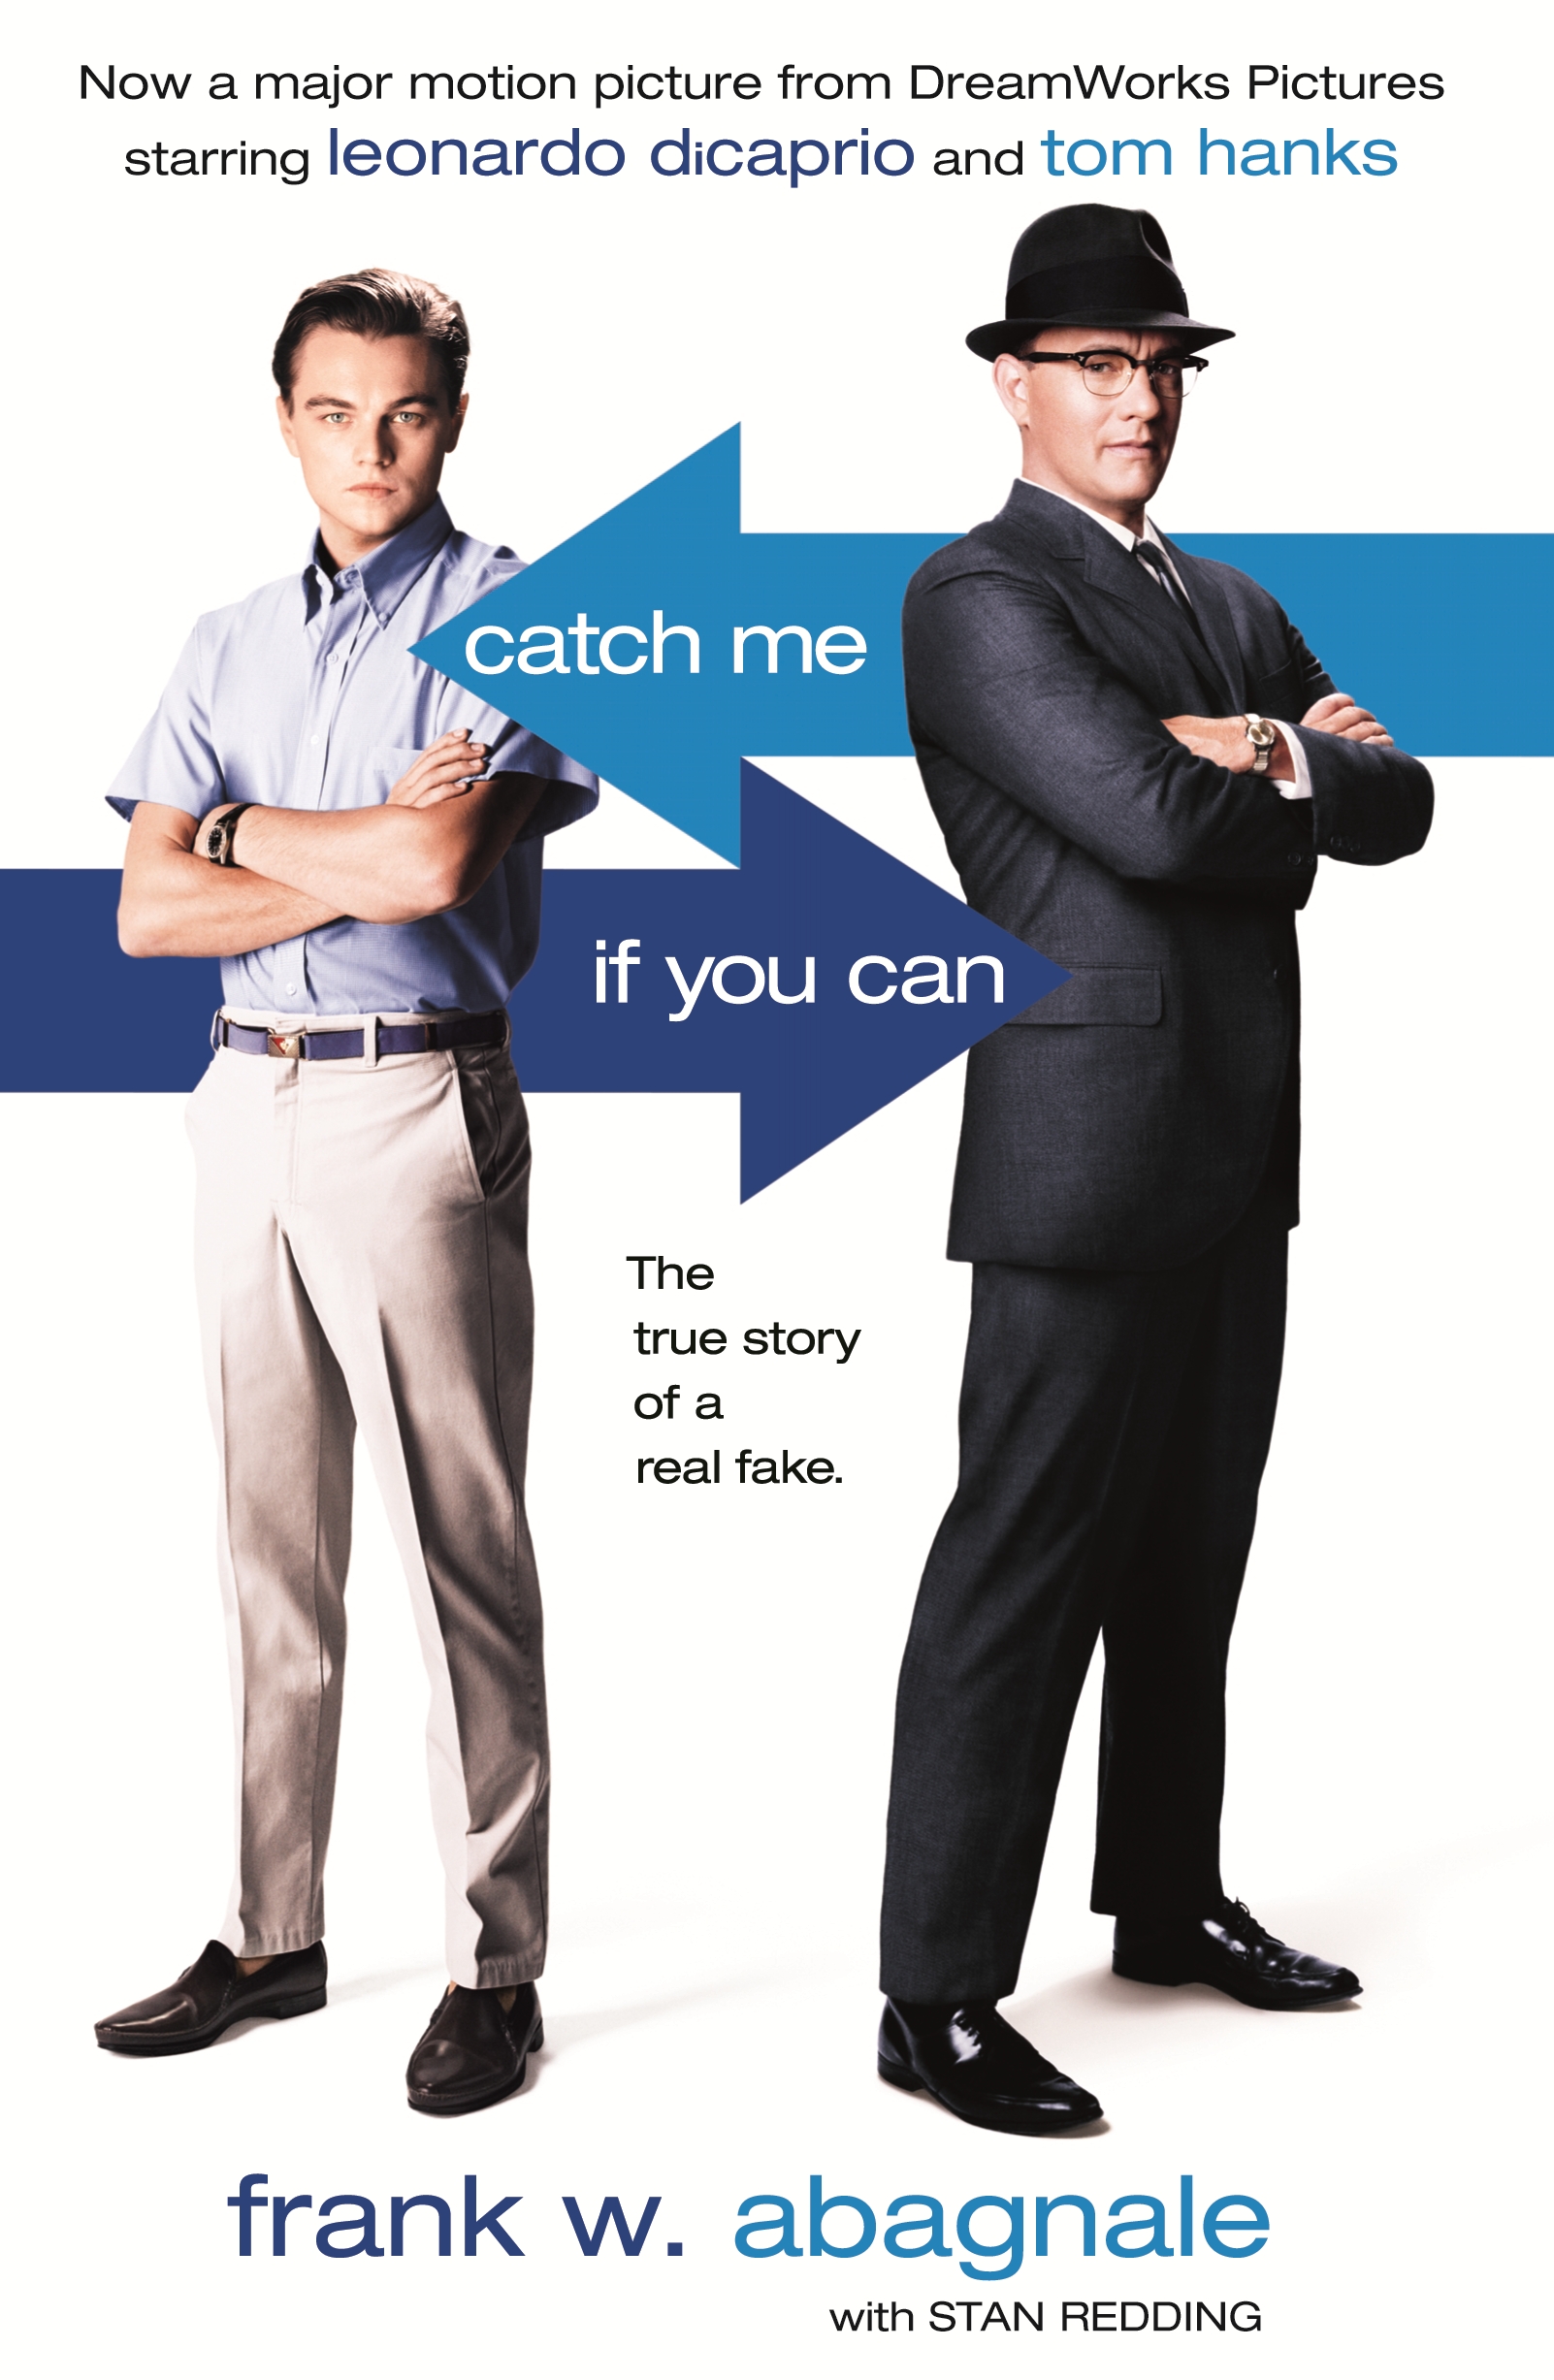 Now a major motion picture from DreamWorks Pictures
starring leonardo dicaprio and tom hanks
catch me
if you can
The
true story
of a
real fake.
frank w. abagnale
with STAN REDDING